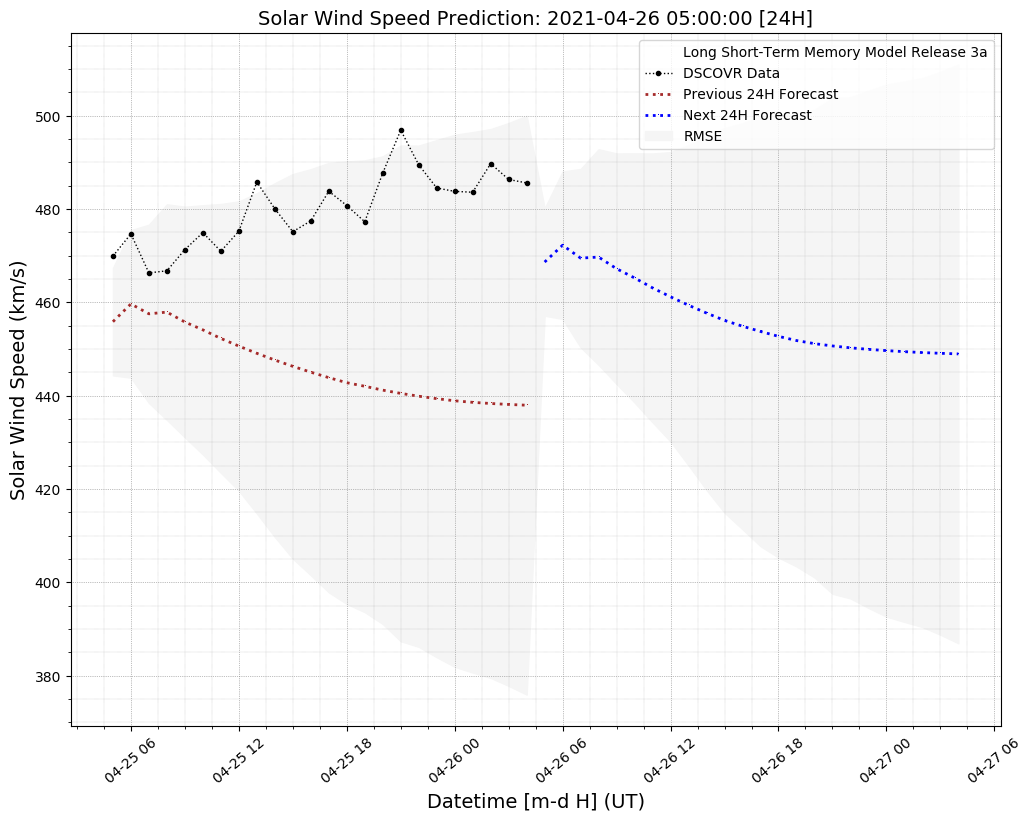 Solar Wind Speed Prediction: 2021-04-26 05:00:00 [24H]
Long Short-Term Memory Model Release 3a
DSCOVR Data
Previous 24H Forecast
Next 24H Forecast
RMSE
Solar Wind Speed (km/s)
500
480
460
440
420
400
380
04-25 06
04-25 12
04-25 18
04-26 00
04-26 06
04-26 12
04-26 18
04-27 00
04-27 06
Datetime [m-d H] (UT)